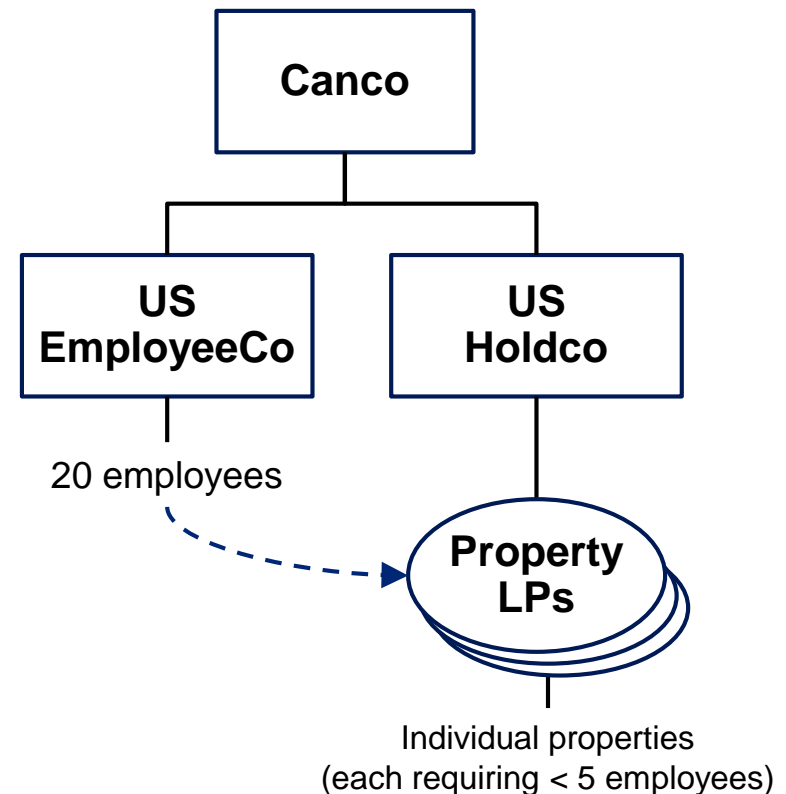 Canco
US
EmployeeCo
US
Holdco
20 employees
Property
LPs
Individual properties
(each requiring < 5 employees)